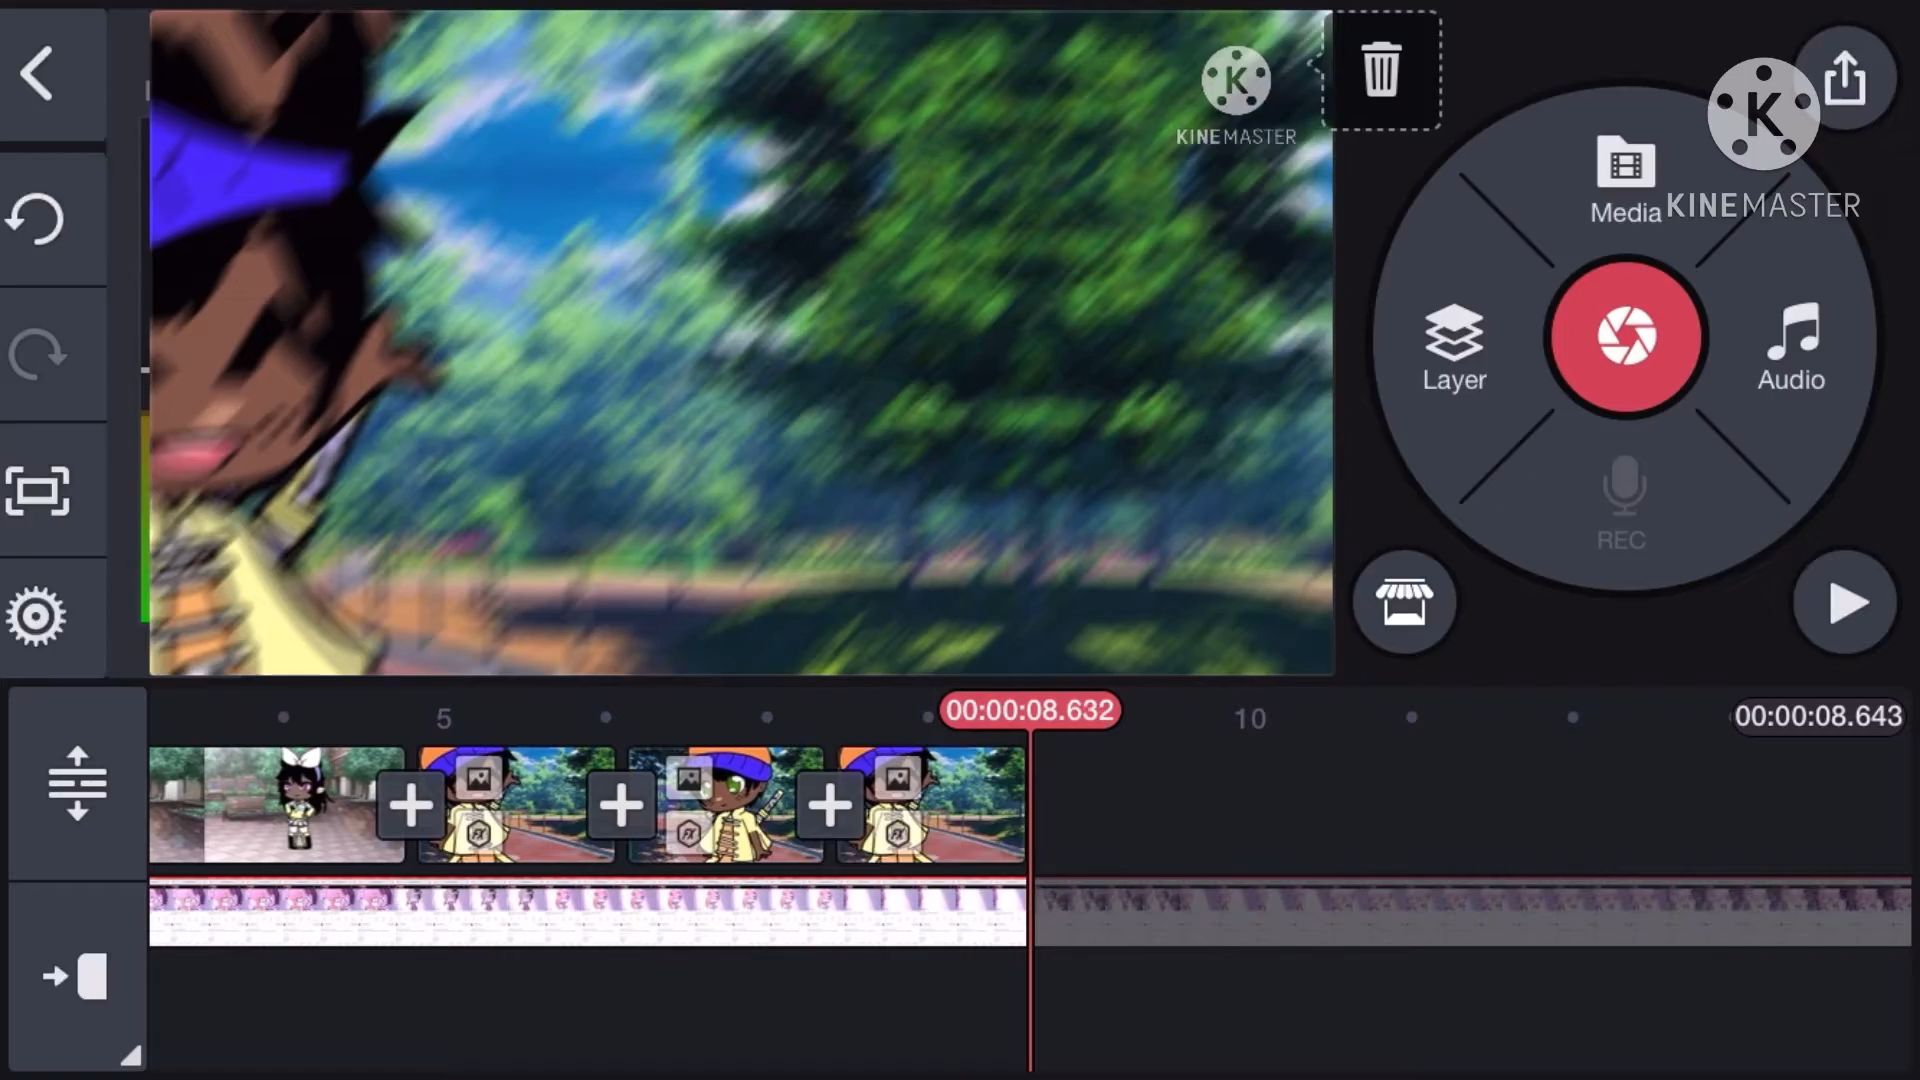 K
KINEMASTER
K
KINEMASTER
Media
Layer
Audio
REC
5
00:00:08.632
10
00:00:08.643